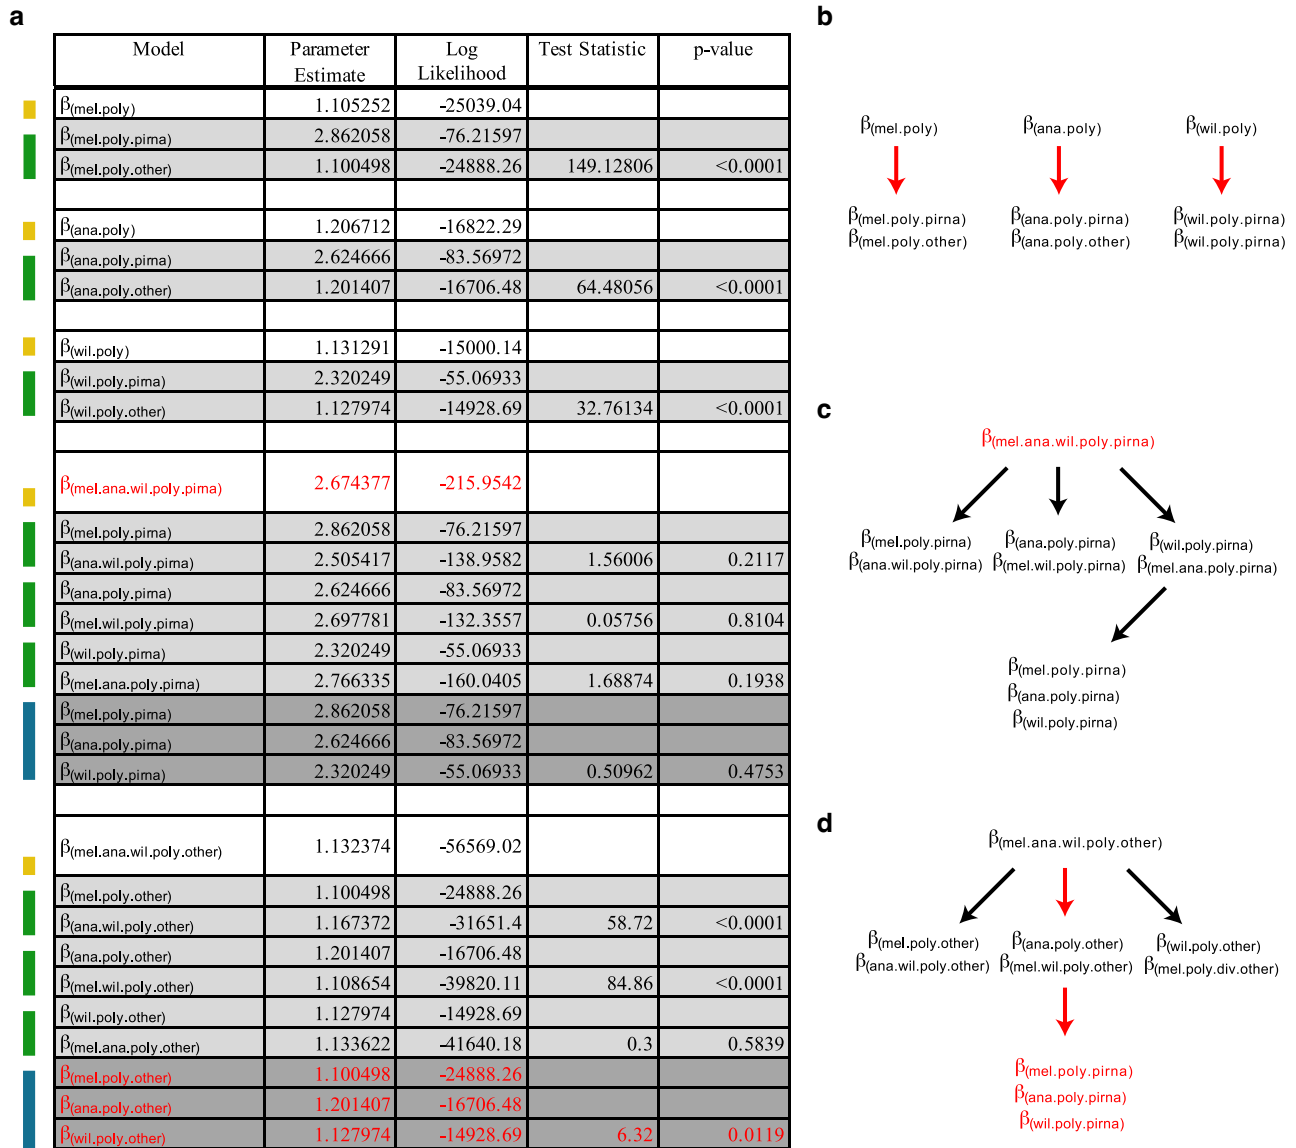 a
Model Parameter Estimate Log Likelihood Test Statistic p-value
β(mel.poly) 1.105252 -25039.04
β(mel.poly.pirna) 2.862058 -76.21597
β(mel.poly.other) 1.100498 -24888.26 149.12806 <0.0001
β(ana.poly) 1.206712 -16822.29
β(ana.poly.pirna) 2.624666 -83.56972
β(ana.poly.other) 1.201407 -16706.48 64.48056 <0.0001
β(wil.poly) 1.131291 -15000.14
β(wil.poly.pirna) 2.320249 -55.06933
β(wil.poly.other) 1.127974 -14928.69 32.76134 <0.0001
β(mel.ana.wil.poly.pirna) 2.674377 -215.9542
β(mel.poly.pirna) 2.862058 -76.21597
β(ana.wil.poly.pirna) 2.505417 -138.9582 1.56006 0.2117
β(ana.poly.pirna) 2.624666 -83.56972
β(mel.wil.poly.pirna) 2.697781 -132.3557 0.05756 0.8104
β(wil.poly.pirna) 2.320249 -55.06933
β(mel.ana.poly.pirna) 2.766335 -160.0405 1.68874 0.1938
β(mel.poly.pirna) 2.862058 -76.21597
β(ana.poly.pirna) 2.624666 -83.56972
β(wil.poly.pirna) 2.320249 -55.06933 0.50962 0.4753
β(mel.ana.wil.poly.other) 1.132374 -56569.02
β(mel.poly.other) 1.100498 -24888.26
β(ana.wil.poly.other) 1.167372 -31651.4 58.72 <0.0001
β(ana.poly.other) 1.201407 -16706.48
β(mel.wil.poly.other) 1.108654 -39820.11 84.86 <0.0001
β(wil.poly.other) 1.127974 -14928.69
β(mel.ana.poly.other) 1.133622 -41640.18 0.3 0.5839
β(mel.poly.other) 1.100498 -24888.26
β(ana.poly.other) 1.201407 -16706.48
β(wil.poly.other) 1.127974 -14928.69 6.32 0.0119
b
β(mel.poly) β(ana.poly) β(wil.poly)
β(mel.poly.pirna) β(ana.poly.pirna) β(wil.poly.pirna)
β(mel.poly.other) β(ana.poly.other) β(wil.poly.pirna)
c
β(mel.ana.wil.poly.pirna)
β(mel.poly.pirna) β(ana.poly.pirna) β(wil.poly.pirna)
β(ana.wil.poly.pirna) β(mel.wil.poly.pirna) β(mel.ana.poly.pirna)
β(mel.poly.pirna)
β(ana.poly.pirna)
β(wil.poly.pirna)
d
β(mel.ana.wil.poly.other)
β(mel.poly.other) β(ana.poly.other) β(wil.poly.other)
β(ana.wil.poly.other) β(mel.wil.poly.other) β(mel.poly.div.other)
β(mel.poly.pirna)
β(ana.poly.pirna)
β(wil.poly.pirna)